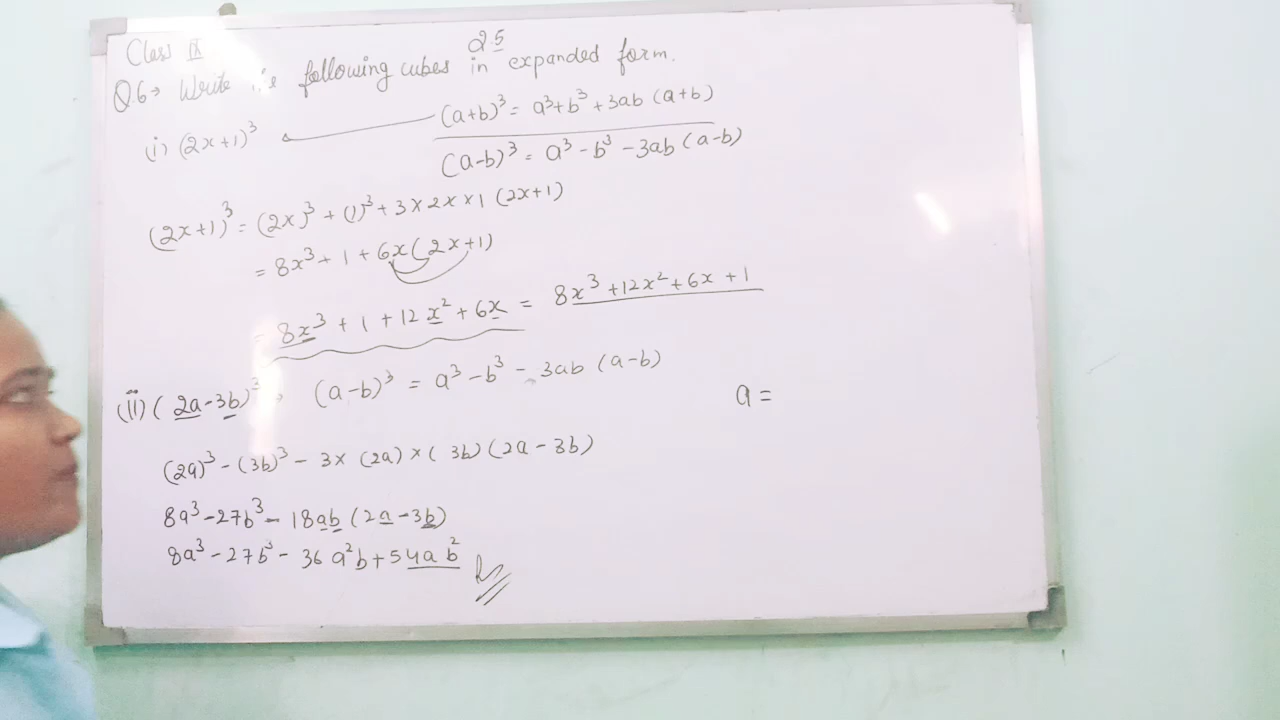 Class IX
2.5
Q.6→ Write following cubes in expanded form.
(i) (2x+1)³
(a+b)³ = a³+b³+3ab (a+b)
(a-b)³ = a³-b³-3ab (a-b)
(2x+1)³ = (2x)³ + (1)³ + 3×2x×1 (2x+1)
= 8x³ + 1 + 6x(2x+1)
= 8x³ + 1 + 12x² + 6x = 8x³ +12x² + 6x + 1
(ii) (2a-3b)³, (a-b)³ = a³-b³-3ab (a-b)
a =
(2a)³ - (3b)³ - 3× (2a) × (3b) (2a-3b)
8a³-27b³ - 18ab (2a-3b)
8a³-27b³ - 36 a²b + 54ab²